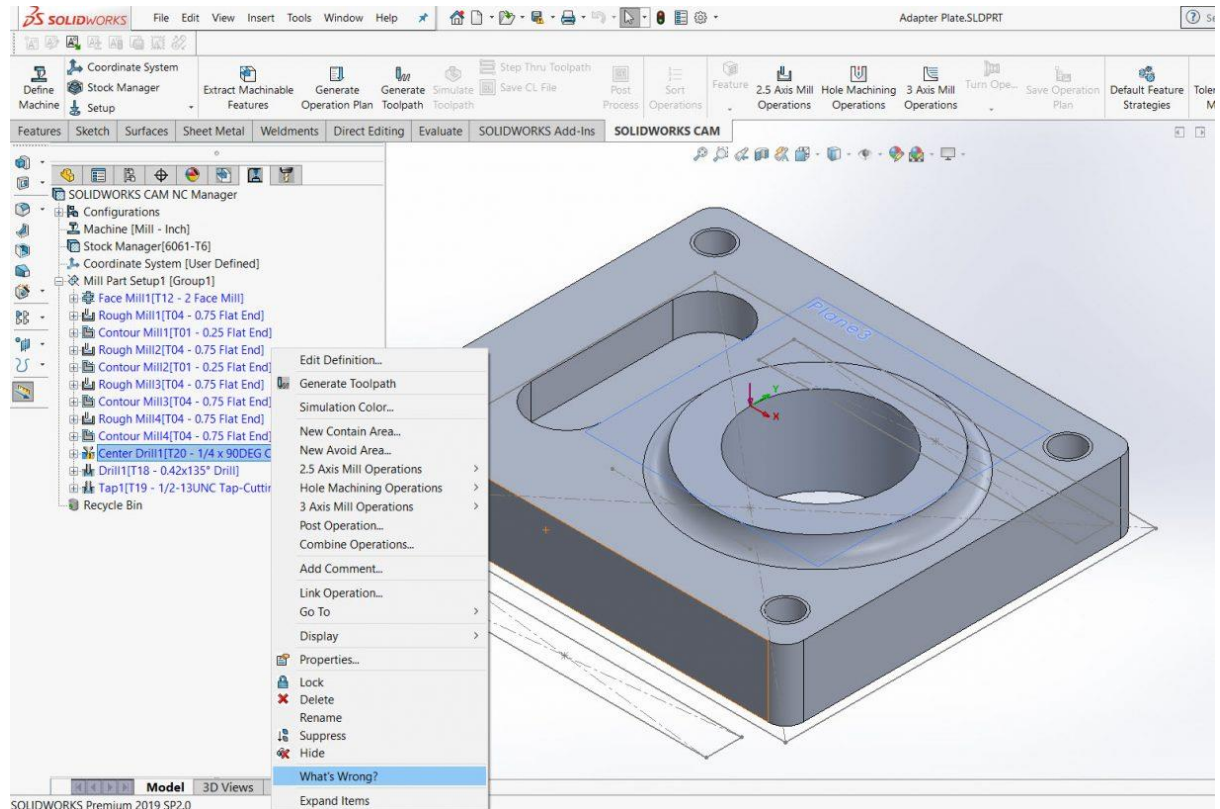 SOLIDWORKS File Edit View Insert Tools Window Help Adapter Plate.SLDPRT
Coordinate System
Stock Manager
Setup
Define Machine
Extract Machinable Features
Generate Operation Plan
Generate Toolpath
Simulate Toolpath
Step Thru Toolpath
Save CL File
Post Process
Sort Operations
Feature
2.5 Axis Mill Operations
Hole Machining Operations
3 Axis Mill Operations
Turn Ope...
Save Operation Plan
Default Feature Strategies
Features Sketch Surfaces Sheet Metal Weldments Direct Editing Evaluate SOLIDWORKS Add-Ins SOLIDWORKS CAM
SOLIDWORKS CAM NC Manager
Configurations
Machine [Mill - Inch]
Stock Manager[6061-T6]
Coordinate System [User Defined]
Mill Part Setup1 [Group1]
Face Mill1[T12 - 2 Face Mill]
Rough Mill1[T04 - 0.75 Flat End]
Contour Mill1[T01 - 0.25 Flat End]
Rough Mill2[T04 - 0.75 Flat End]
Contour Mill2[T01 - 0.25 Flat End]
Rough Mill3[T04 - 0.75 Flat End]
Contour Mill3[T04 - 0.75 Flat End]
Rough Mill4[T04 - 0.75 Flat End]
Contour Mill4[T04 - 0.75 Flat End]
Center Drill1[T20 - 1/4 x 90DEG C
Drill1[T18 - 0.42x135° Drill]
Tap1[T19 - 1/2-13UNC Tap-Cuttin
Recycle Bin
Edit Definition...
Generate Toolpath
Simulation Color...
New Contain Area...
New Avoid Area...
2.5 Axis Mill Operations
Hole Machining Operations
3 Axis Mill Operations
Post Operation...
Combine Operations...
Add Comment...
Link Operation...
Go To
Display
Properties...
Lock
Delete
Rename
Suppress
Hide
What's Wrong?
Expand Items
Plane3
Y
X
Model 3D Views
SOLIDWORKS Premium 2019 SP2.0